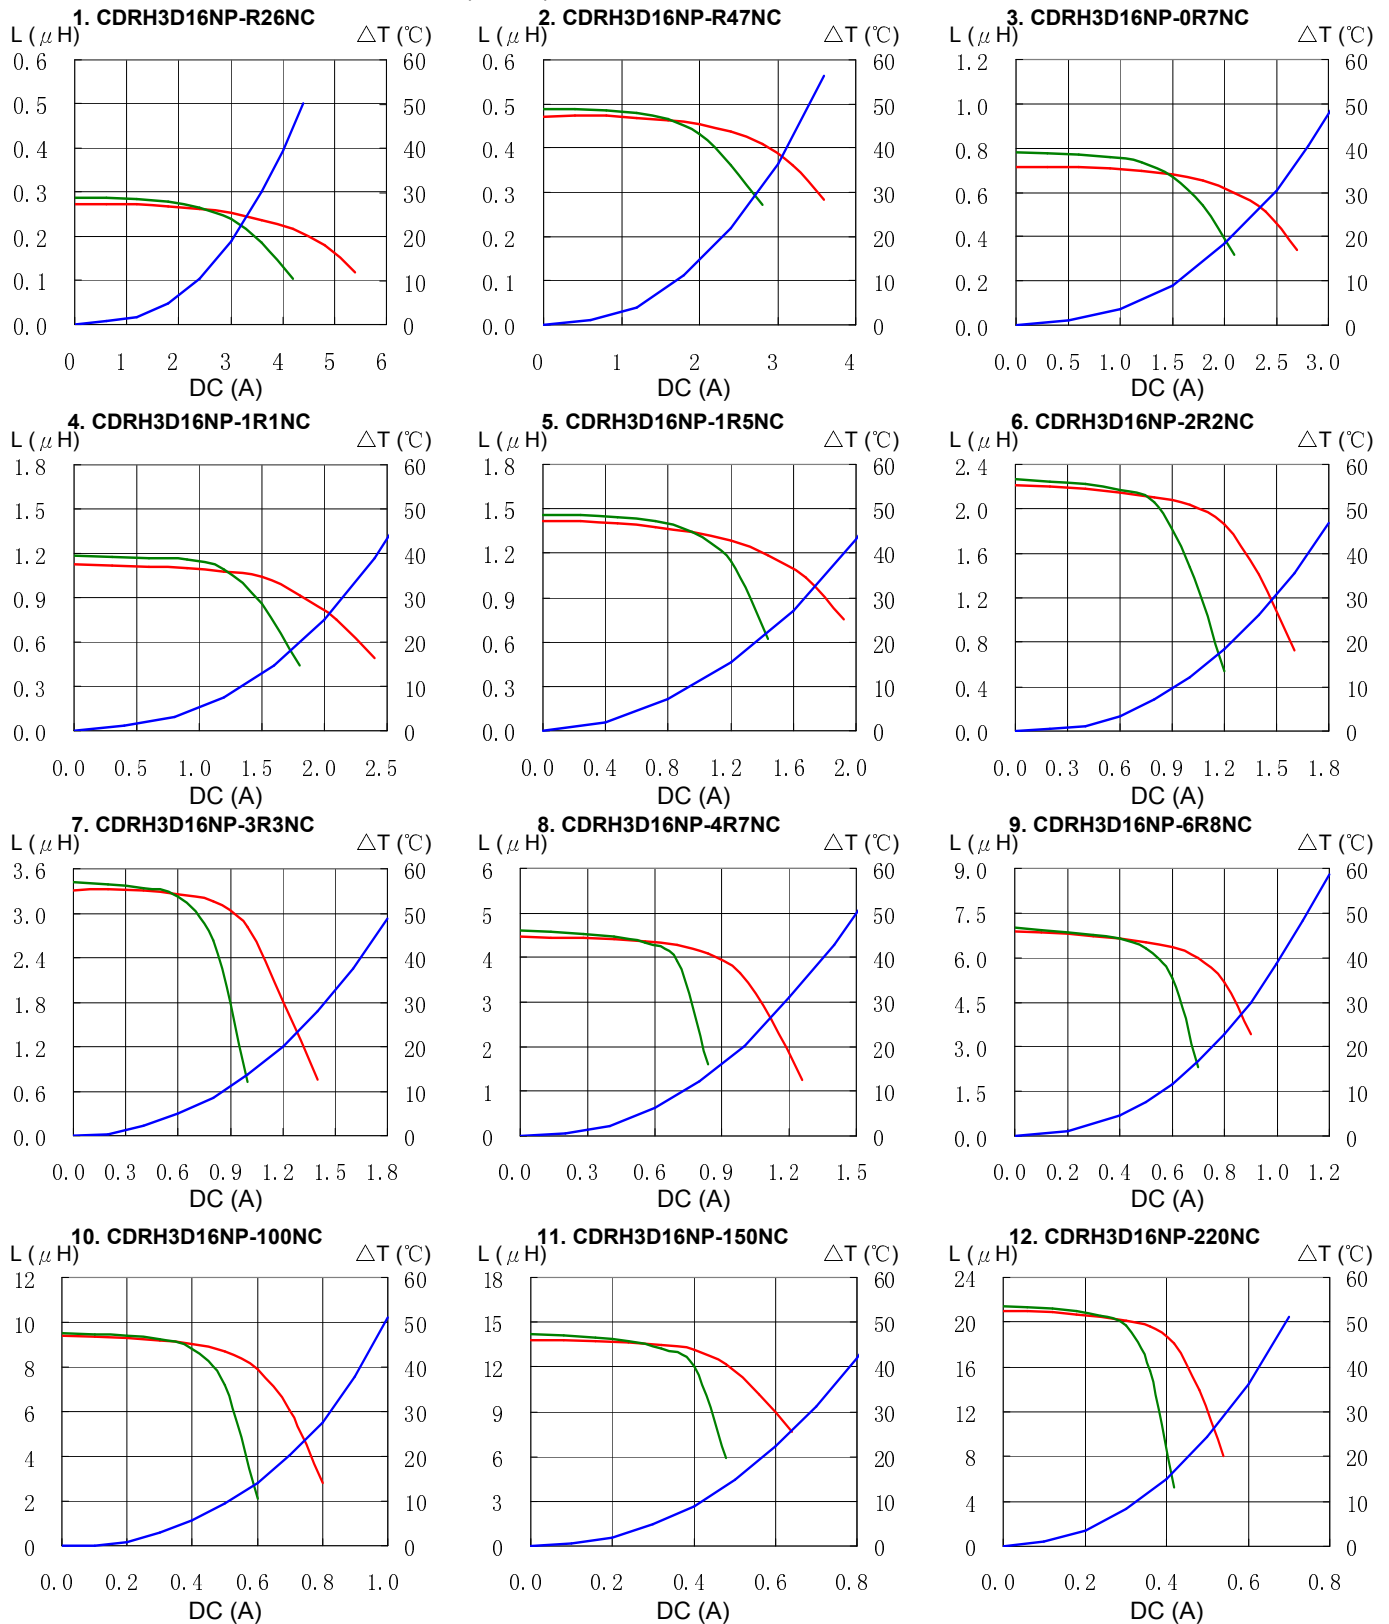 1. CDRH3D16NP-R26NC
L (μ H)
△T (℃)
0.6
0.5
0.4
0.3
0.2
0.1
0.0
60
50
40
30
20
10
0
0 1 2 3 4 5 6
DC (A)
2. CDRH3D16NP-R47NC
L (μ H)
△T (℃)
0.6
0.5
0.4
0.3
0.2
0.1
0.0
60
50
40
30
20
10
0
0 1 2 3 4
DC (A)
3. CDRH3D16NP-0R7NC
L (μ H)
△T (℃)
1.2
1.0
0.8
0.6
0.4
0.2
0.0
60
50
40
30
20
10
0
0.0 0.5 1.0 1.5 2.0 2.5 3.0
DC (A)
4. CDRH3D16NP-1R1NC
L (μ H)
△T (℃)
1.8
1.5
1.2
0.9
0.6
0.3
0.0
60
50
40
30
20
10
0
0.0 0.5 1.0 1.5 2.0 2.5
DC (A)
5. CDRH3D16NP-1R5NC
L (μ H)
△T (℃)
1.8
1.5
1.2
0.9
0.6
0.3
0.0
60
50
40
30
20
10
0
0.0 0.4 0.8 1.2 1.6 2.0
DC (A)
6. CDRH3D16NP-2R2NC
L (μ H)
△T (℃)
2.4
2.0
1.6
1.2
0.8
0.4
0.0
60
50
40
30
20
10
0
0.0 0.3 0.6 0.9 1.2 1.5 1.8
DC (A)
7. CDRH3D16NP-3R3NC
L (μ H)
△T (℃)
3.6
3.0
2.4
1.8
1.2
0.6
0.0
60
50
40
30
20
10
0
0.0 0.3 0.6 0.9 1.2 1.5 1.8
DC (A)
8. CDRH3D16NP-4R7NC
L (μ H)
△T (℃)
6
5
4
3
2
1
0
60
50
40
30
20
10
0
0.0 0.3 0.6 0.9 1.2 1.5
DC (A)
9. CDRH3D16NP-6R8NC
L (μ H)
△T (℃)
9.0
7.5
6.0
4.5
3.0
1.5
0.0
60
50
40
30
20
10
0
0.0 0.2 0.4 0.6 0.8 1.0 1.2
DC (A)
10. CDRH3D16NP-100NC
L (μ H)
△T (℃)
12
10
8
6
4
2
0
60
50
40
30
20
10
0
0.0 0.2 0.4 0.6 0.8 1.0
DC (A)
11. CDRH3D16NP-150NC
L (μ H)
△T (℃)
18
15
12
9
6
3
0
60
50
40
30
20
10
0
0.0 0.2 0.4 0.6 0.8
DC (A)
12. CDRH3D16NP-220NC
L (μ H)
△T (℃)
24
20
16
12
8
4
0
60
50
40
30
20
10
0
0.0 0.2 0.4 0.6 0.8
DC (A)